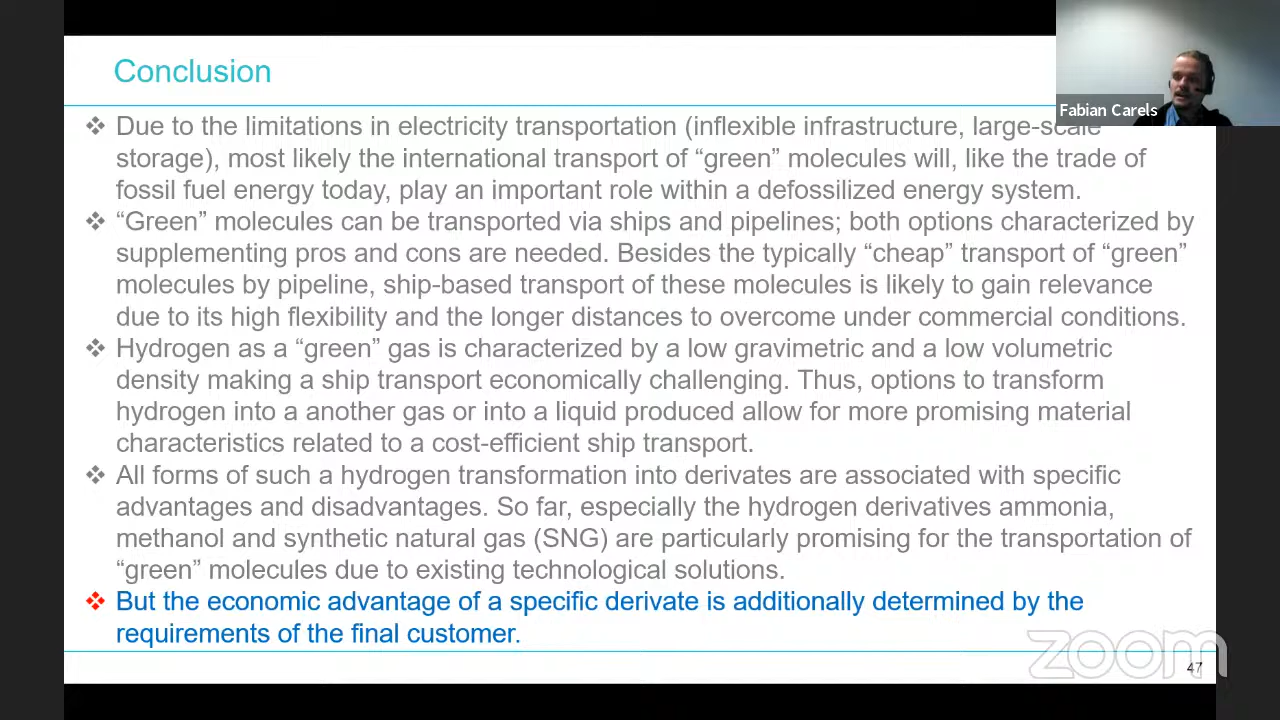 Conclusion
Fabian Carels
❖ Due to the limitations in electricity transportation (inflexible infrastructure, large-scale
storage), most likely the international transport of “green” molecules will, like the trade of
fossil fuel energy today, play an important role within a defossilized energy system.
❖ “Green” molecules can be transported via ships and pipelines; both options characterized by
supplementing pros and cons are needed. Besides the typically “cheap” transport of “green”
molecules by pipeline, ship-based transport of these molecules is likely to gain relevance
due to its high flexibility and the longer distances to overcome under commercial conditions.
❖ Hydrogen as a “green” gas is characterized by a low gravimetric and a low volumetric
density making a ship transport economically challenging. Thus, options to transform
hydrogen into a another gas or into a liquid produced allow for more promising material
characteristics related to a cost-efficient ship transport.
❖ All forms of such a hydrogen transformation into derivates are associated with specific
advantages and disadvantages. So far, especially the hydrogen derivatives ammonia,
methanol and synthetic natural gas (SNG) are particularly promising for the transportation of
“green” molecules due to existing technological solutions.
❖ But the economic advantage of a specific derivate is additionally determined by the
requirements of the final customer.
zoom
47